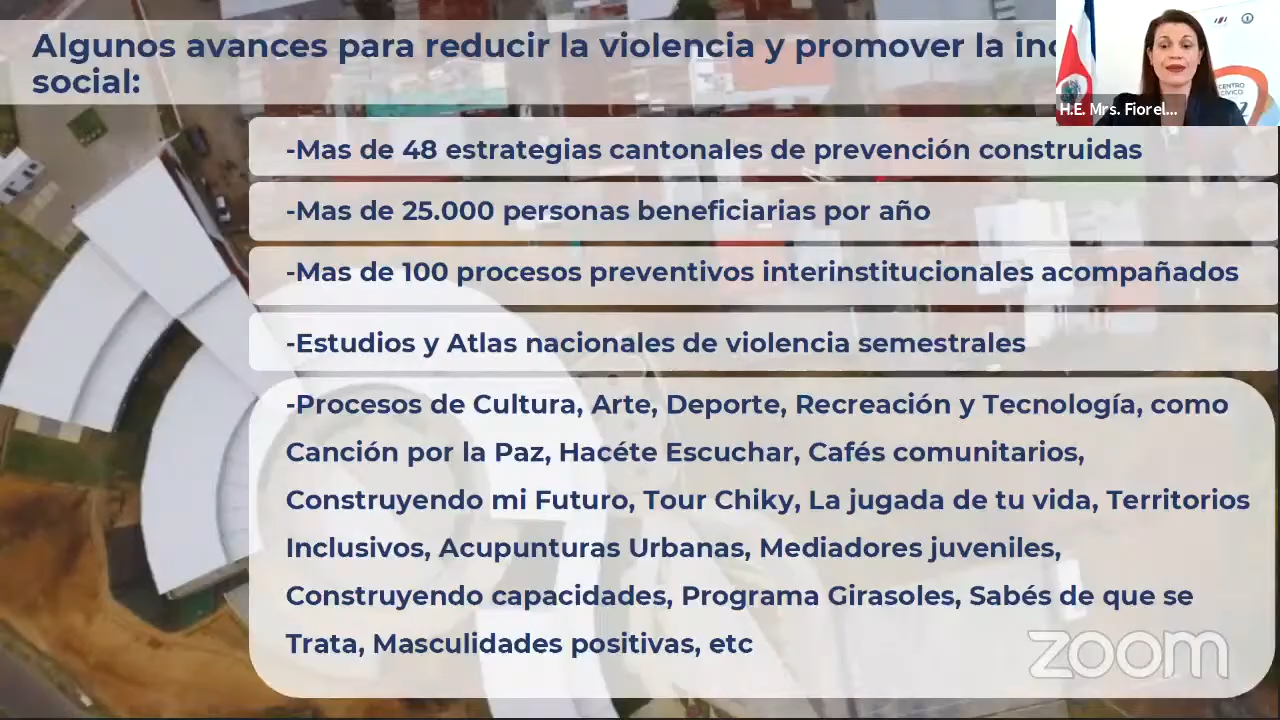 Algunos avances para reducir la violencia y promover la
social:
H.E. Mrs. Fiorel...
CENTRO
CÍVICO
-Mas de 48 estrategias cantonales de prevención construidas
-Mas de 25.000 personas beneficiarias por año
-Mas de 100 procesos preventivos interinstitucionales acompañados
-Estudios y Atlas nacionales de violencia semestrales
-Procesos de Cultura, Arte, Deporte, Recreación y Tecnología, como
Canción por la Paz, Hacéte Escuchar, Cafés comunitarios,
Construyendo mi Futuro, Tour Chiky, La jugada de tu vida, Territorios
Inclusivos, Acupunturas Urbanas, Mediadores juveniles,
Construyendo capacidades, Programa Girasoles, Sabés de que se
Trata, Masculidades positivas, etc
zoom